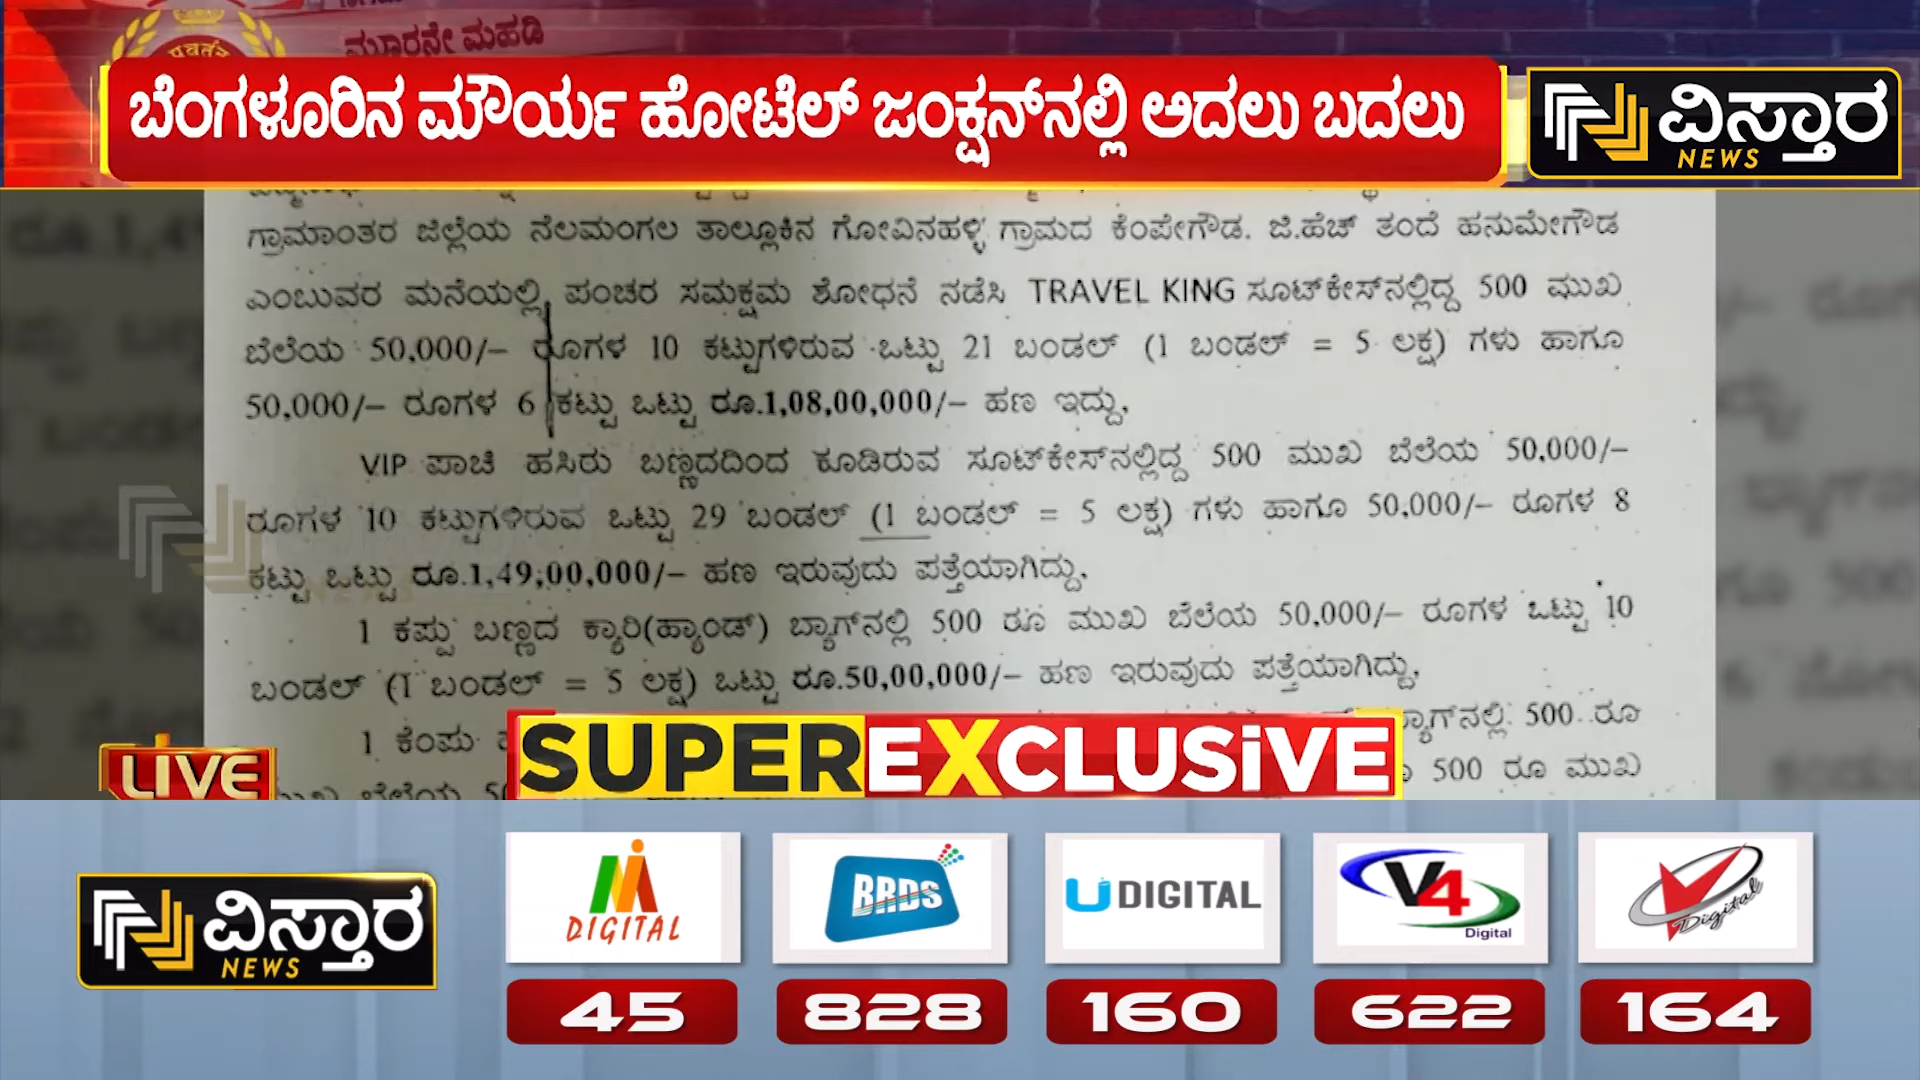 ಮೂರನೇ ಮಹಡಿ
ಬೆಂಗಳೂರಿನ ಮೌರ್ಯ ಹೋಟೆಲ್ ಜಂಕ್ಷನ್‌ನಲ್ಲಿ ಅದಲು ಬದಲು
ವಿಸ್ತಾರ
NEWS
ಗ್ರಾಮಾಂತರ ಜಿಲ್ಲೆಯ ನೆಲಮಂಗಲ ತಾಲ್ಲೂಕಿನ ಗೋವಿನಹಳ್ಳಿ ಗ್ರಾಮದ ಕೆಂಪೇಗೌಡ. ಜಿ.ಹೆಚ್ ತಂದೆ ಹನುಮೇಗೌಡ
ಎಂಬುವರ ಮನೆಯಲ್ಲಿ ಪಂಚರ ಸಮಕ್ಷಮ ಶೋಧನೆ ನಡೆಸಿ TRAVEL KING ಸೂಟ್‌ಕೇಸ್‌ನಲ್ಲಿದ್ದ 500 ಮುಖ
ಬೆಲೆಯ 50,000/- ರೂಗಳ 10 ಕಟ್ಟುಗಳಿರುವ ಒಟ್ಟು 21 ಬಂಡಲ್ (1 ಬಂಡಲ್ = 5 ಲಕ್ಷ) ಗಳು ಹಾಗೂ
50,000/- ರೂಗಳ 6 ಕಟ್ಟು ಒಟ್ಟು ರೂ.1,08,00,000/- ಹಣ ಇದ್ದು,
VIP ಪಾಚಿ ಹಸಿರು ಬಣ್ಣದದಿಂದ ಕೂಡಿರುವ ಸೂಟ್‌ಕೇಸ್‌ನಲ್ಲಿದ್ದ 500 ಮುಖ ಬೆಲೆಯ 50,000/-
ರೂಗಳ 10 ಕಟ್ಟುಗಳಿರುವ ಒಟ್ಟು 29 ಬಂಡಲ್ (1 ಬಂಡಲ್ = 5 ಲಕ್ಷ) ಗಳು ಹಾಗೂ 50,000/- ರೂಗಳ 8
ಕಟ್ಟು ಒಟ್ಟು ರೂ.1,49,00,000/- ಹಣ ಇರುವುದು ಪತ್ತೆಯಾಗಿದ್ದು,
1 ಕಪ್ಪು ಬಣ್ಣದ ಕ್ಯಾರಿ(ಹ್ಯಾಂಡ್) ಬ್ಯಾಗ್‌ನಲ್ಲಿ 500 ರೂ ಮುಖ ಬೆಲೆಯ 50,000/- ರೂಗಳ ಒಟ್ಟು 10
ಬಂಡಲ್ (1 ಬಂಡಲ್ = 5 ಲಕ್ಷ) ಒಟ್ಟು ರೂ.50,00,000/- ಹಣ ಇರುವುದು ಪತ್ತೆಯಾಗಿದ್ದು,
1 ಕೆಂಪು ಬ್ಯಾಗ್‌ನಲ್ಲಿ 500 ರೂ
ಬೆಲೆಯ 500 ರೂ ಮುಖ
LIVE
SUPER EXCLUSIVE
ವಿಸ್ತಾರ
NEWS
DIGITAL
BRDS
U DIGITAL
V4
Digital
Digital
45 828 160 622 164